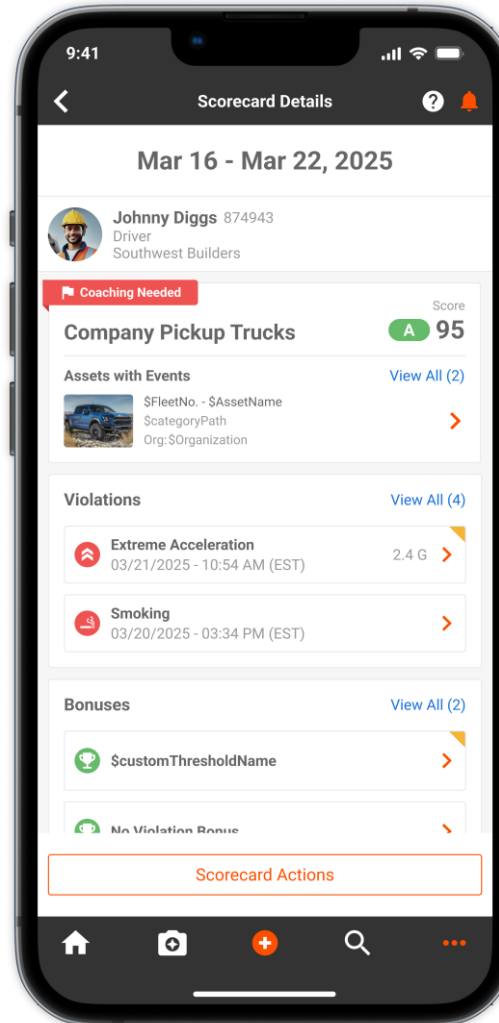 9:41
Scorecard Details
?
Mar 16 - Mar 22, 2025
Johnny Diggs 874943
Driver
Southwest Builders
Coaching Needed
Score
Company Pickup Trucks
A 95
Assets with Events
View All (2)
$FleetNo. - $AssetName
$categoryPath
Org:$Organization
Violations
View All (4)
Extreme Acceleration
03/21/2025 - 10:54 AM (EST)
2.4 G
Smoking
03/20/2025 - 03:34 PM (EST)
Bonuses
View All (2)
$customThresholdName
No Violation Bonus
Scorecard Actions